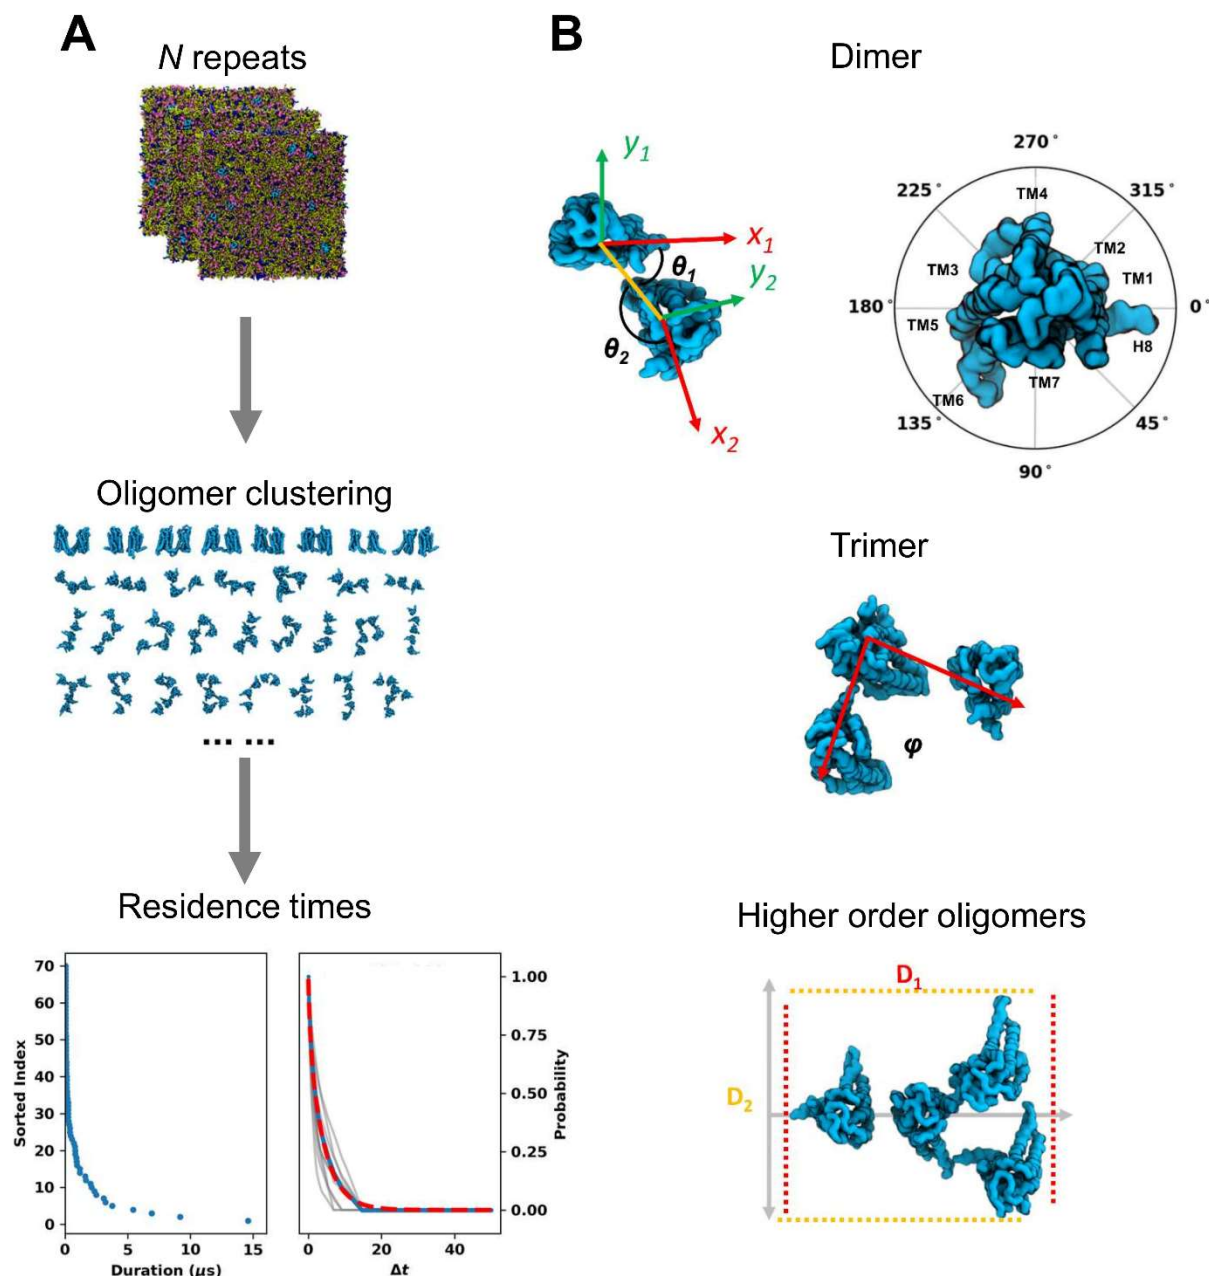 A
N repeats
Oligomer clustering
... ...
Residence times
70
60
50
40
30
20
10
0
Sorted Index
0
5
10
15
Duration (μs)
1.00
0.75
0.50
0.25
0.00
Probability
0
20
40
Δt
B
Dimer
y1
x1
θ1
y2
θ2
x2
270°
225°
315°
TM4
TM2
TM3
TM1
180°
0°
TM5
H8
TM7
TM6
135°
45°
90°
Trimer
φ
Higher order oligomers
D1
D2